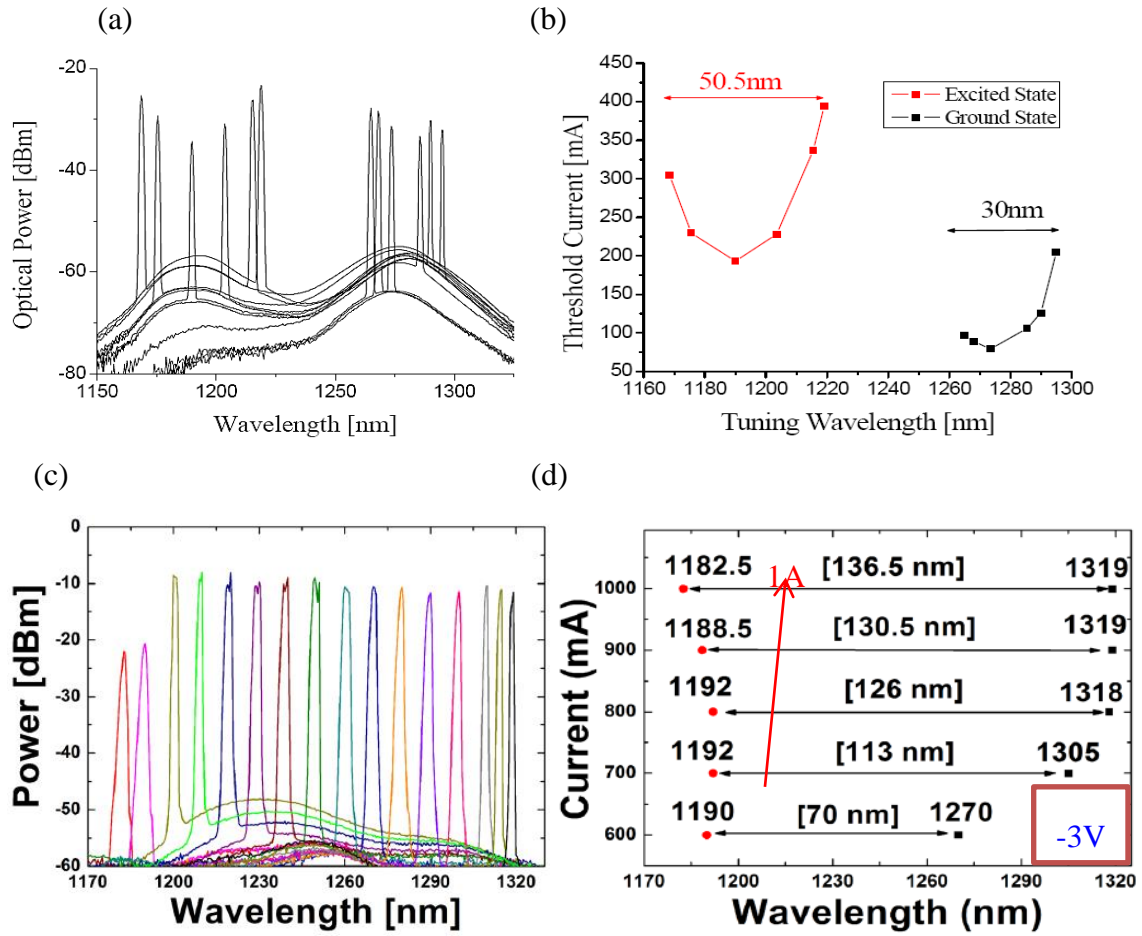 (a)
(b)
-20
-40
-60
-80
Optical Power [dBm]
1150 1200 1250 1300
Wavelength [nm]
450
400
350
300
250
200
150
100
50
Threshold Current [mA]
50.5nm
Excited State
Ground State
30nm
1160 1180 1200 1220 1240 1260 1280 1300
Tuning Wavelength [nm]
(c)
(d)
0
-10
-20
-30
-40
-50
-60
Power [dBm]
1170 1200 1230 1260 1290 1320
Wavelength [nm]
1000
900
800
700
600
Current (mA)
1182.5 1A [136.5 nm] 1319
1188.5 [130.5 nm] 1319
1192 [126 nm] 1318
1192 [113 nm] 1305
1190 [70 nm] 1270
-3V
1170 1200 1230 1260 1290 1320
Wavelength (nm)